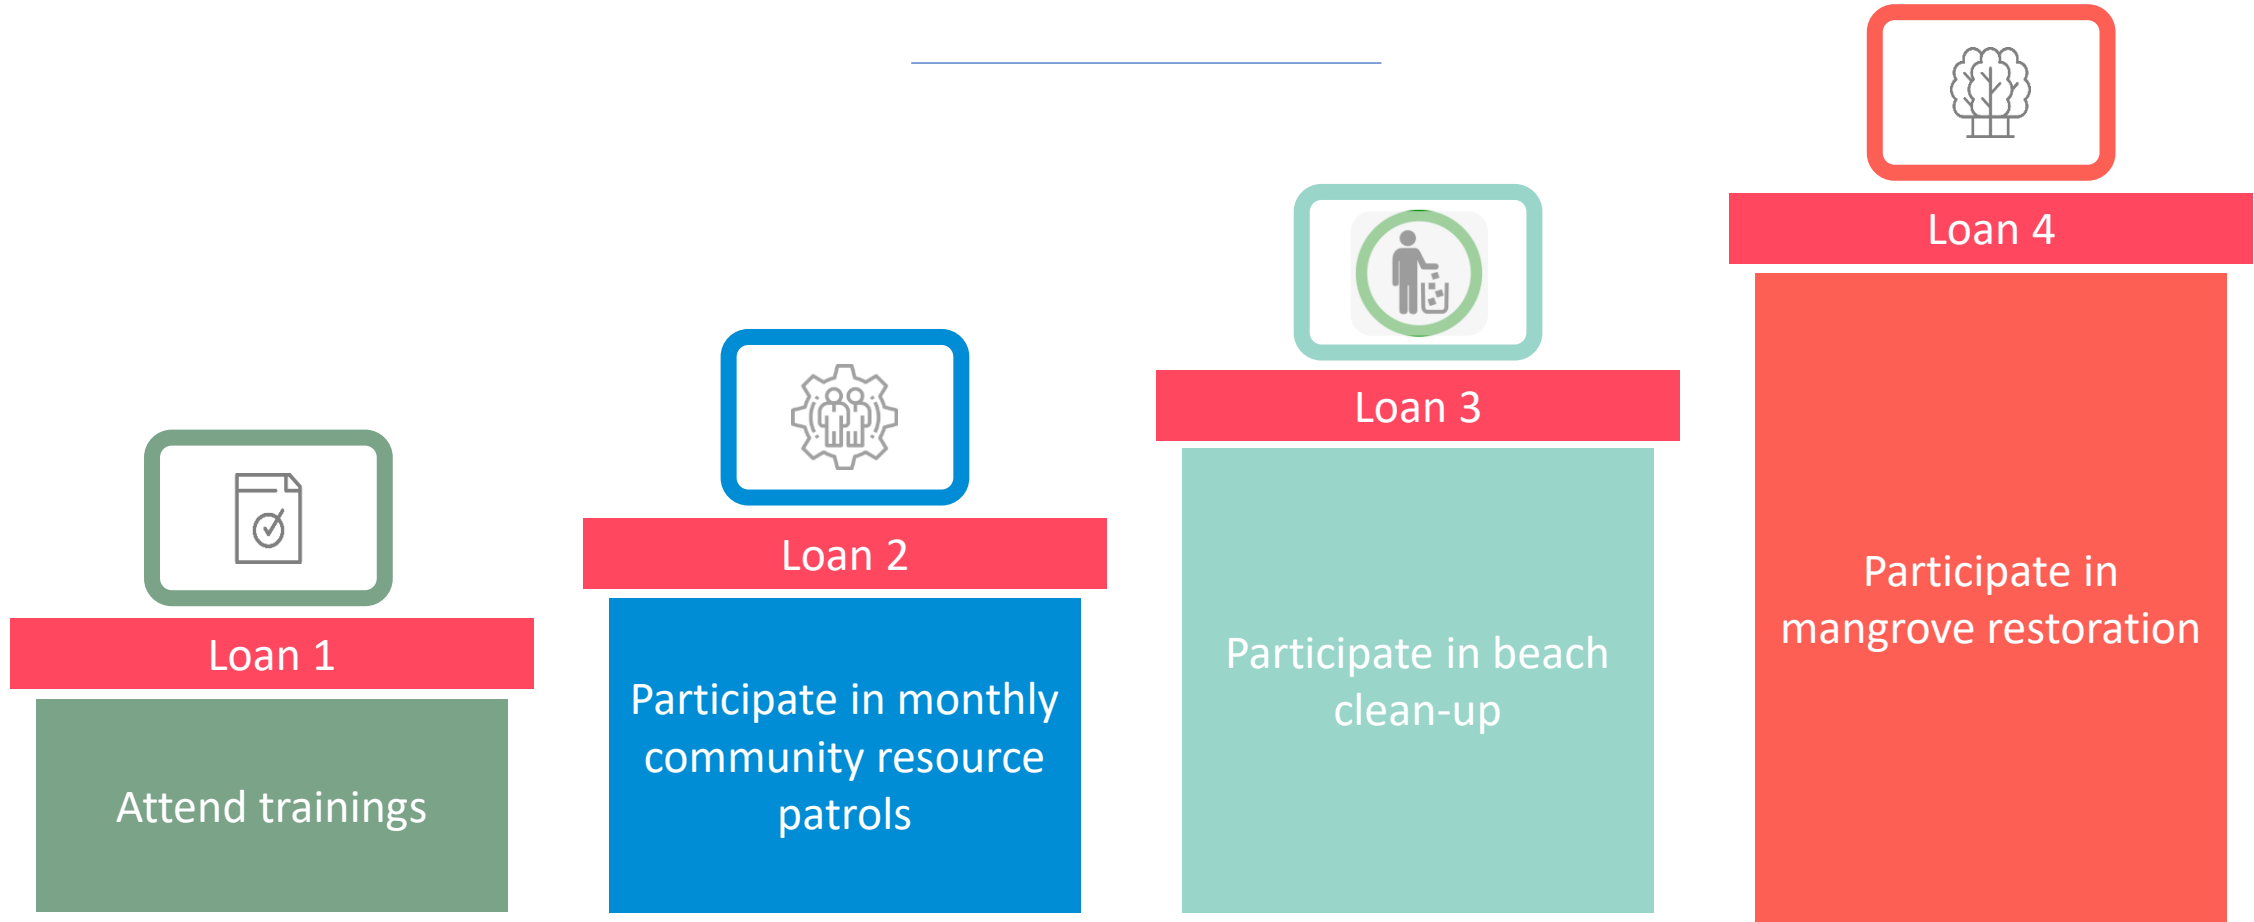 Loan 1
Attend trainings
Loan 2
Participate in monthly
community resource
patrols
Loan 3
Participate in beach
clean-up
Loan 4
Participate in
mangrove restoration